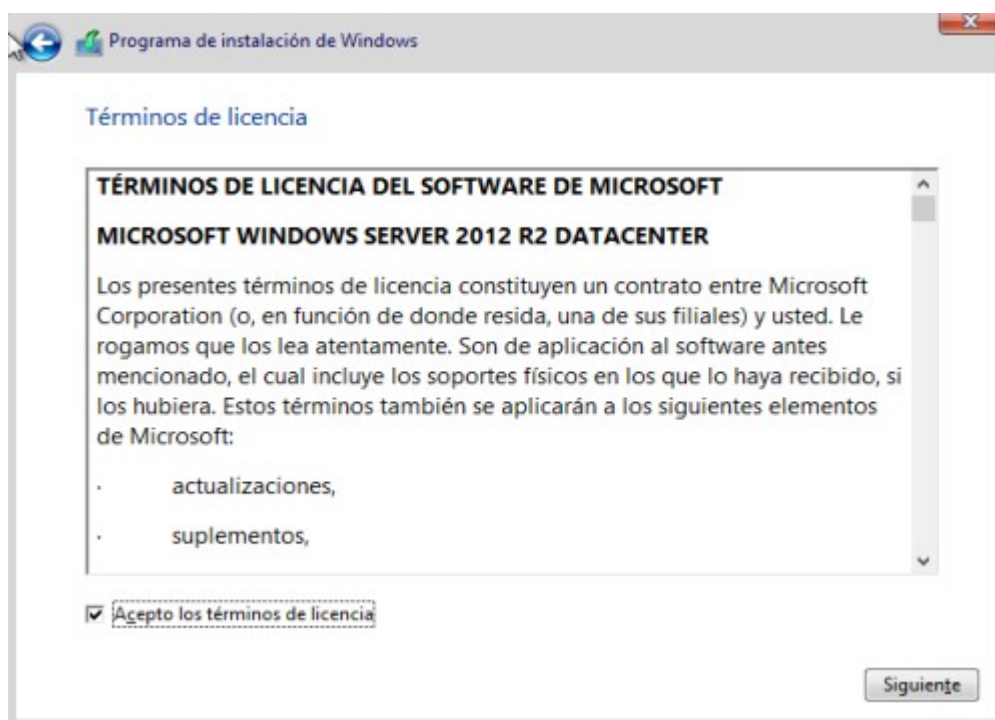 Programa de instalación de Windows
Términos de licencia
TÉRMINOS DE LICENCIA DEL SOFTWARE DE MICROSOFT
MICROSOFT WINDOWS SERVER 2012 R2 DATACENTER
Los presentes términos de licencia constituyen un contrato entre Microsoft
Corporation (o, en función de donde resida, una de sus filiales) y usted. Le
rogamos que los lea atentamente. Son de aplicación al software antes
mencionado, el cual incluye los soportes físicos en los que lo haya recibido, si
los hubiera. Estos términos también se aplicarán a los siguientes elementos
de Microsoft:
· actualizaciones,
· suplementos,
Acepto los términos de licencia
Siguiente